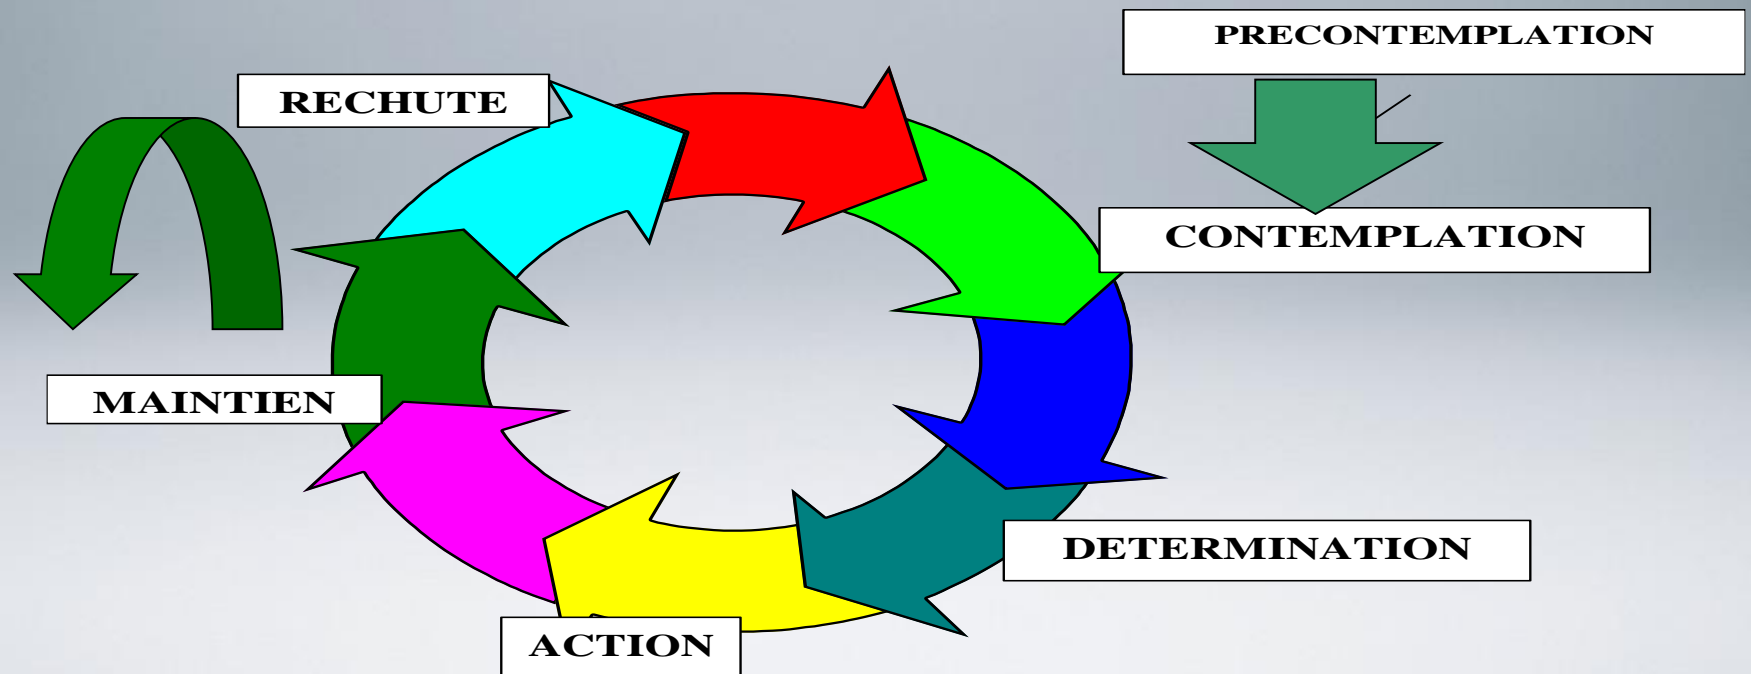 PRECONTEMPLATION
RECHUTE
CONTEMPLATION
MAINTIEN
DETERMINATION
ACTION